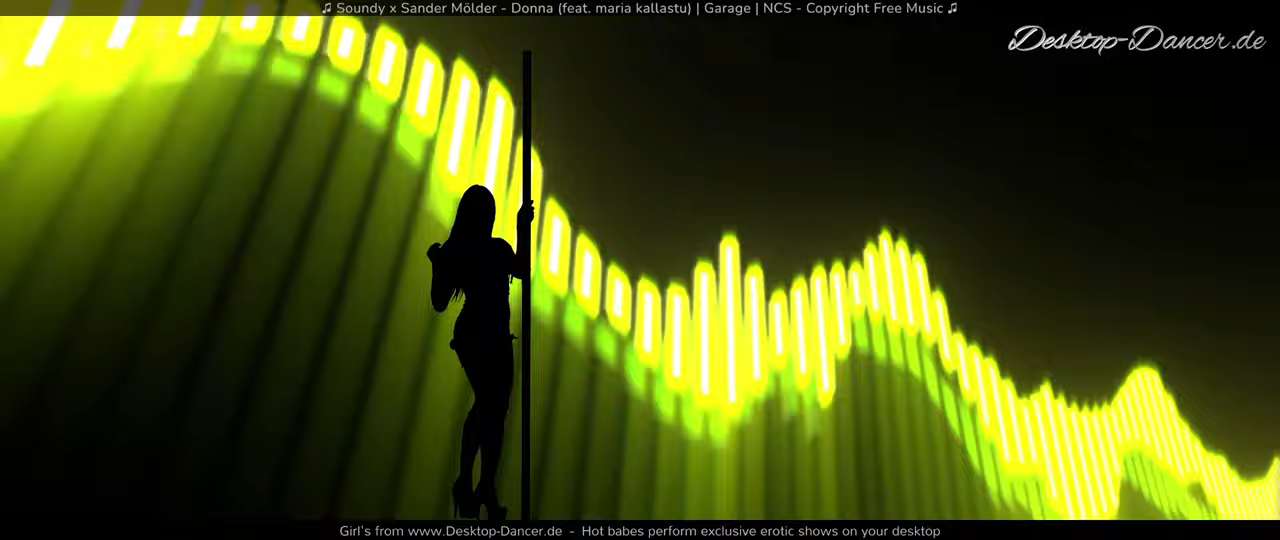 ♫ Soundy x Sander Mölder - Donna (feat. maria kallastu) | Garage | NCS - Copyright Free Music ♫
Desktop-Dancer.de
Girl's from www.Desktop-Dancer.de - Hot babes perform exclusive erotic shows on your desktop